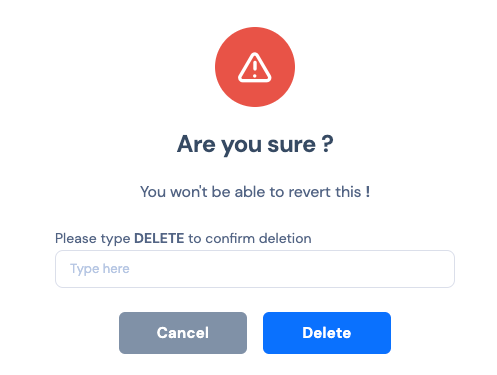 Are you sure ?
You won't be able to revert this !
Please type DELETE to confirm deletion
Type here
Cancel Delete